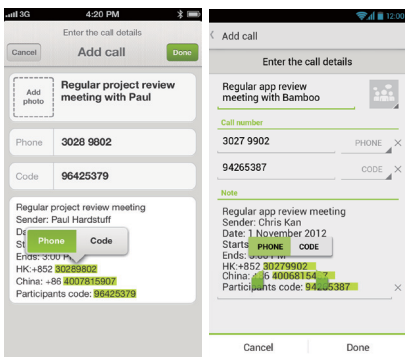 3G 4:20 PM
Enter the call details
Cancel Add call Done
Add
photo
Regular project review
meeting with Paul
Phone 3028 9802
Code 96425379
Regular project review meeting
Sender: Paul Hardstuff
Phone Code
Ends: 3:00
HK:+852 30289802
China: +86 4007815907
Participants code: 96425379
12:00
Add call
Enter the call details
Regular app review
meeting with Bamboo
Call number
3027 9902 PHONE
94265387 CODE
Note
Regular app review meeting
Sender: Chris Kan
Date: 1 November 2012
Starts
PHONE CODE
Ends:
HK:+852 30279902
China:
Participants code:
Cancel Done